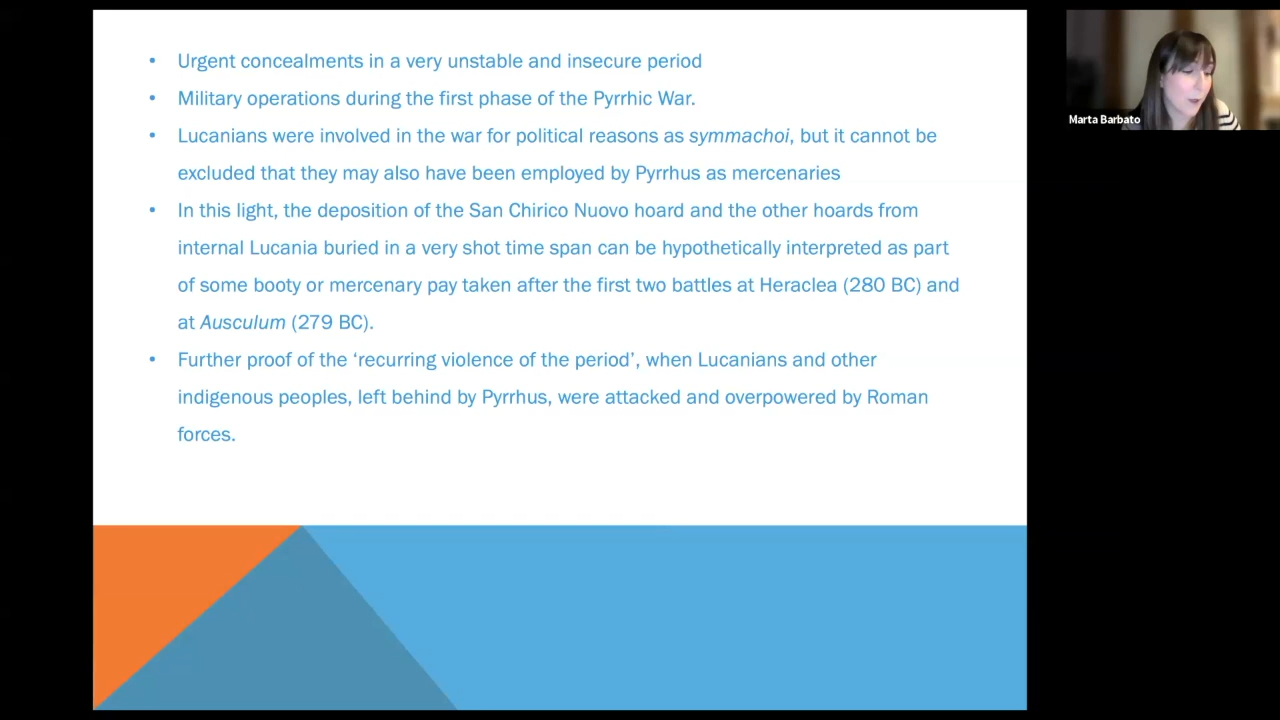 • Urgent concealments in a very unstable and insecure period
• Military operations during the first phase of the Pyrrhic War.
• Lucanians were involved in the war for political reasons as symmachoi, but it cannot be
excluded that they may also have been employed by Pyrrhus as mercenaries
• In this light, the deposition of the San Chirico Nuovo hoard and the other hoards from
internal Lucania buried in a very shot time span can be hypothetically interpreted as part
of some booty or mercenary pay taken after the first two battles at Heraclea (280 BC) and
at Ausculum (279 BC).
• Further proof of the ‘recurring violence of the period’, when Lucanians and other
indigenous peoples, left behind by Pyrrhus, were attacked and overpowered by Roman
forces.
Marta Barbato